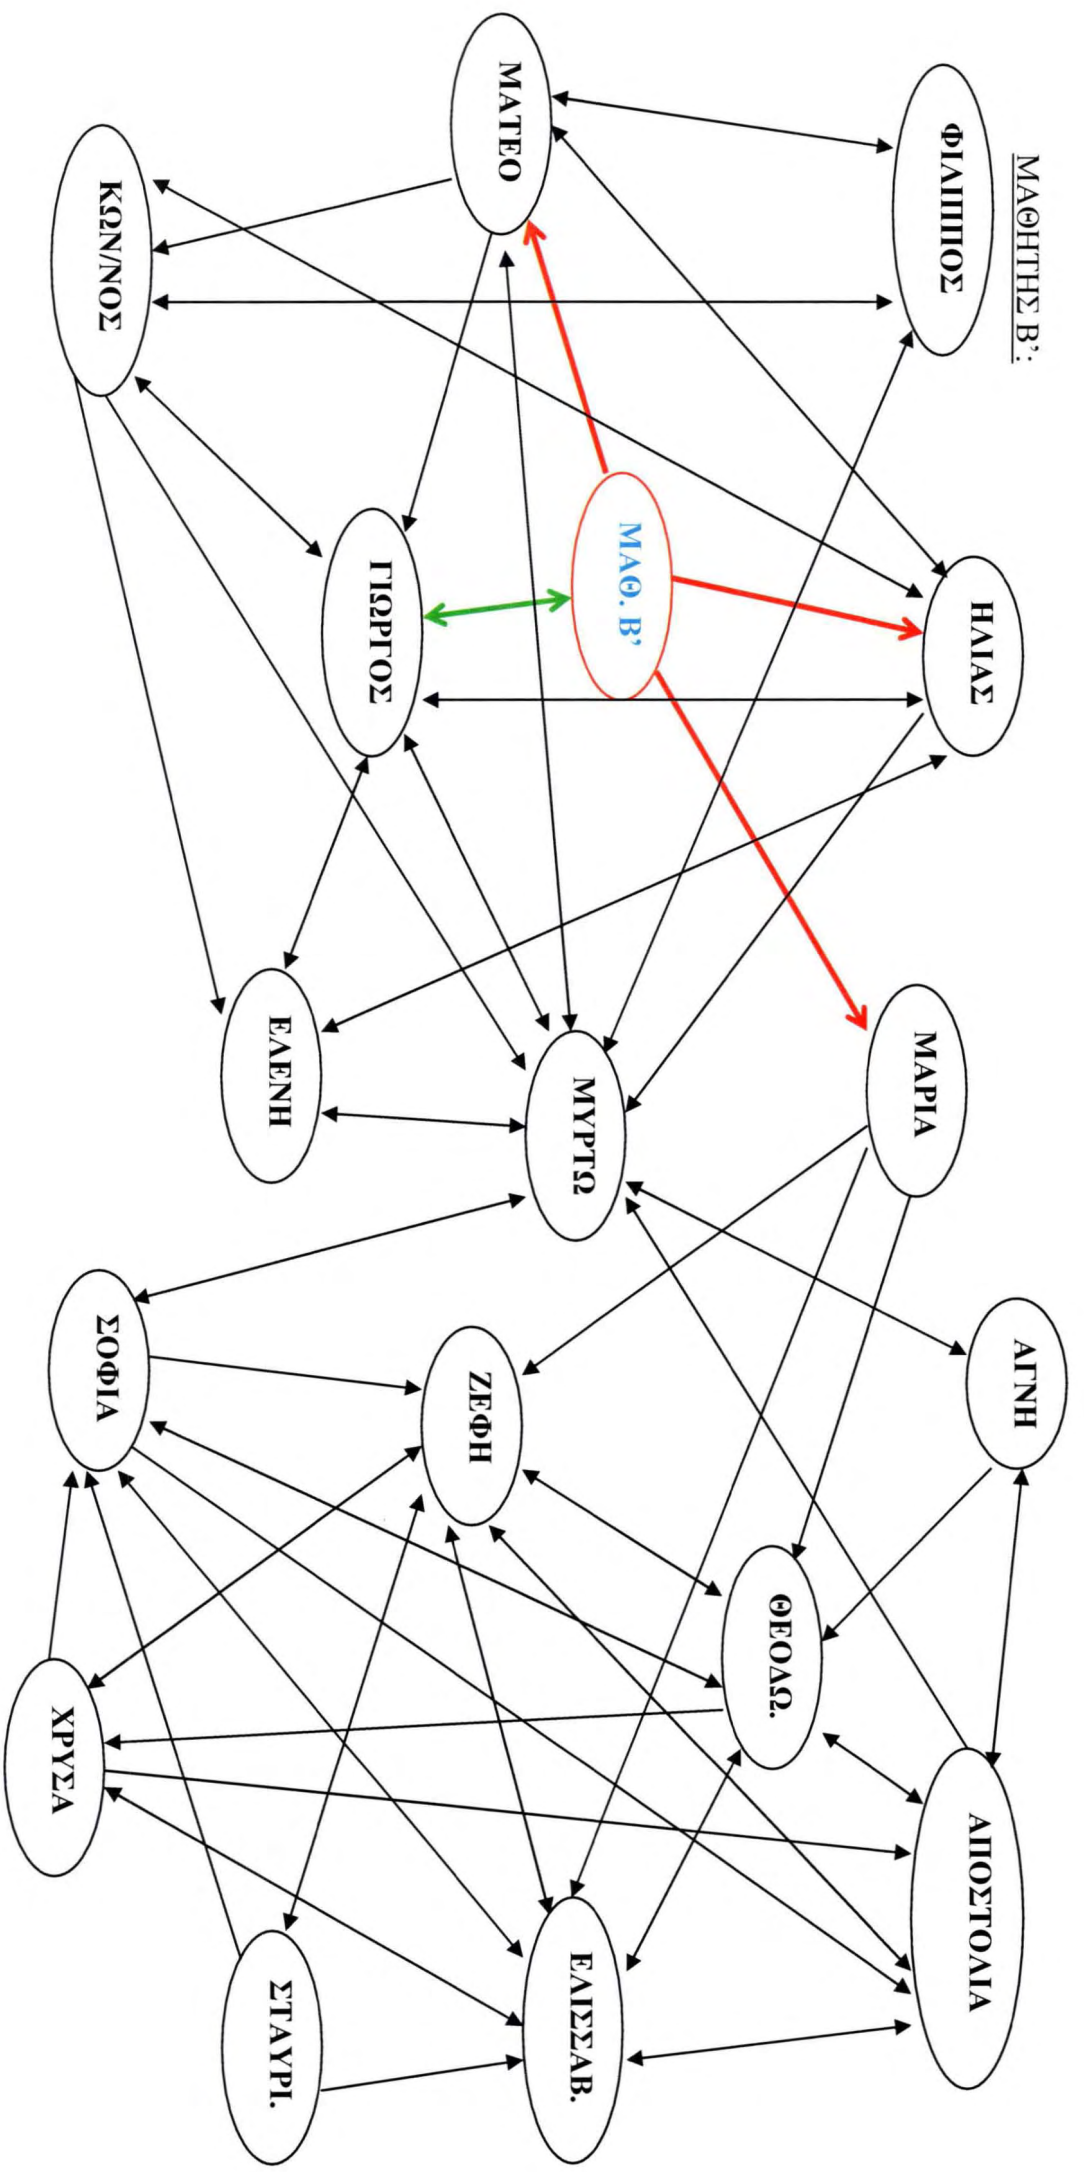 ΜΑΘΗΤΗΣ Β’:
ΦΙΛΙΠΠΟΣ
ΗΛΙΑΣ
ΜΑΡΙΑ
ΑΓΝΗ
ΑΠΟΣΤΟΛΙΑ
ΜΑΤΕΟ
ΜΑΘ. Β’
ΜΥΡΤΩ
ΘΕΟΔΩ.
ΓΙΩΡΓΟΣ
ΖΕΦΗ
ΕΛΙΣΣΑΒ.
ΚΩΝ/ΝΟΣ
ΕΛΕΝΗ
ΣΟΦΙΑ
ΧΡΥΣΑ
ΣΤΑΥΡΙ.